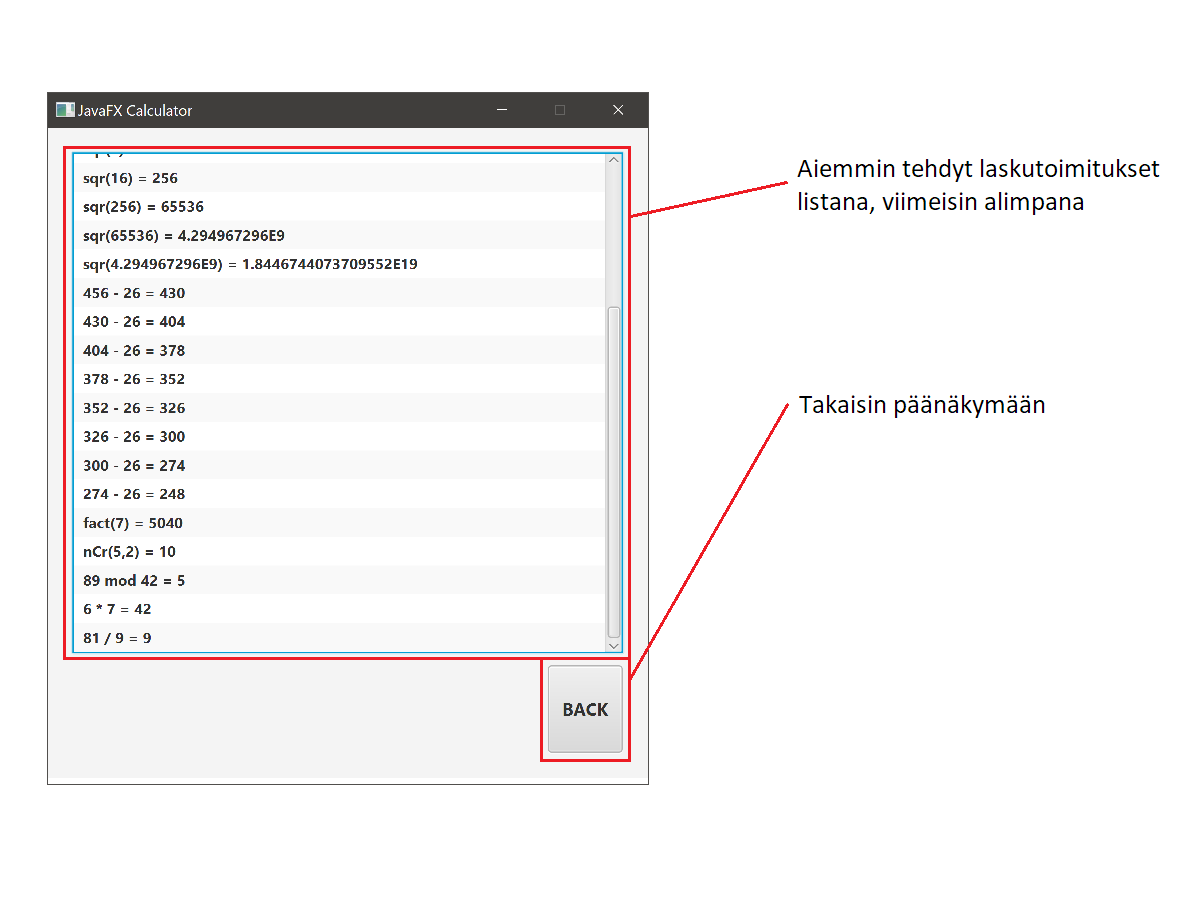 JavaFX Calculator
sqr(16) = 256
sqr(256) = 65536
sqr(65536) = 4.294967296E9
sqr(4.294967296E9) = 1.8446744073709552E19
456 - 26 = 430
430 - 26 = 404
404 - 26 = 378
378 - 26 = 352
352 - 26 = 326
326 - 26 = 300
300 - 26 = 274
274 - 26 = 248
fact(7) = 5040
nCr(5,2) = 10
89 mod 42 = 5
6 * 7 = 42
81 / 9 = 9
BACK
Aiemmin tehdyt laskutoimitukset
listana, viimeisin alimpana
Takaisin päänäkymään